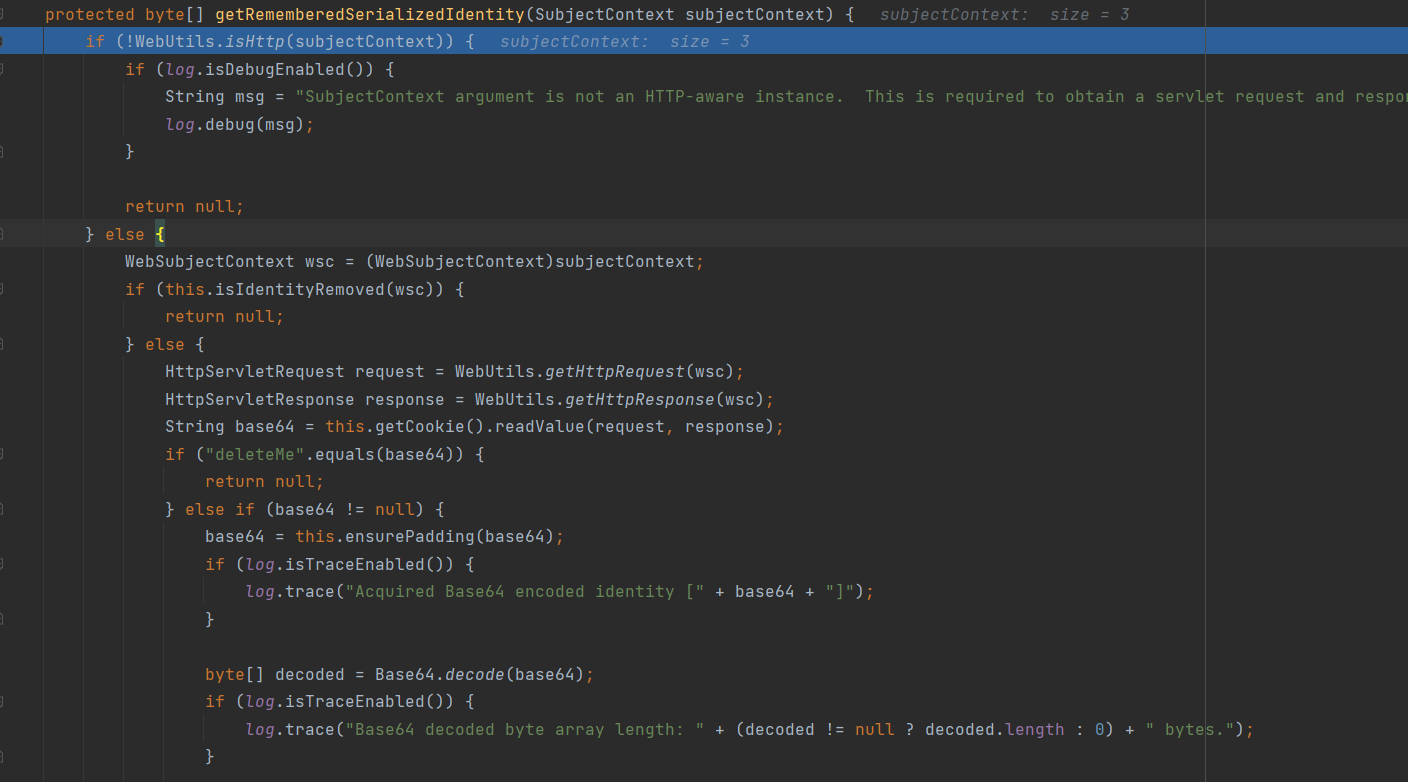 protected byte[] getRememberedSerializedIdentity(SubjectContext subjectContext) { subjectContext: size = 3
if (!WebUtils.isHttp(subjectContext)) { subjectContext: size = 3
if (log.isDebugEnabled()) {
String msg = "SubjectContext argument is not an HTTP-aware instance. This is required to obtain a servlet request and respon
log.debug(msg);
}
return null;
} else {
WebSubjectContext wsc = (WebSubjectContext)subjectContext;
if (this.isIdentityRemoved(wsc)) {
return null;
} else {
HttpServletRequest request = WebUtils.getHttpRequest(wsc);
HttpServletResponse response = WebUtils.getHttpResponse(wsc);
String base64 = this.getCookie().readValue(request, response);
if ("deleteMe".equals(base64)) {
return null;
} else if (base64 != null) {
base64 = this.ensurePadding(base64);
if (log.isTraceEnabled()) {
log.trace("Acquired Base64 encoded identity [" + base64 + "]");
}
byte[] decoded = Base64.decode(base64);
if (log.isTraceEnabled()) {
log.trace("Base64 decoded byte array length: " + (decoded != null ? decoded.length : 0) + " bytes.");
}